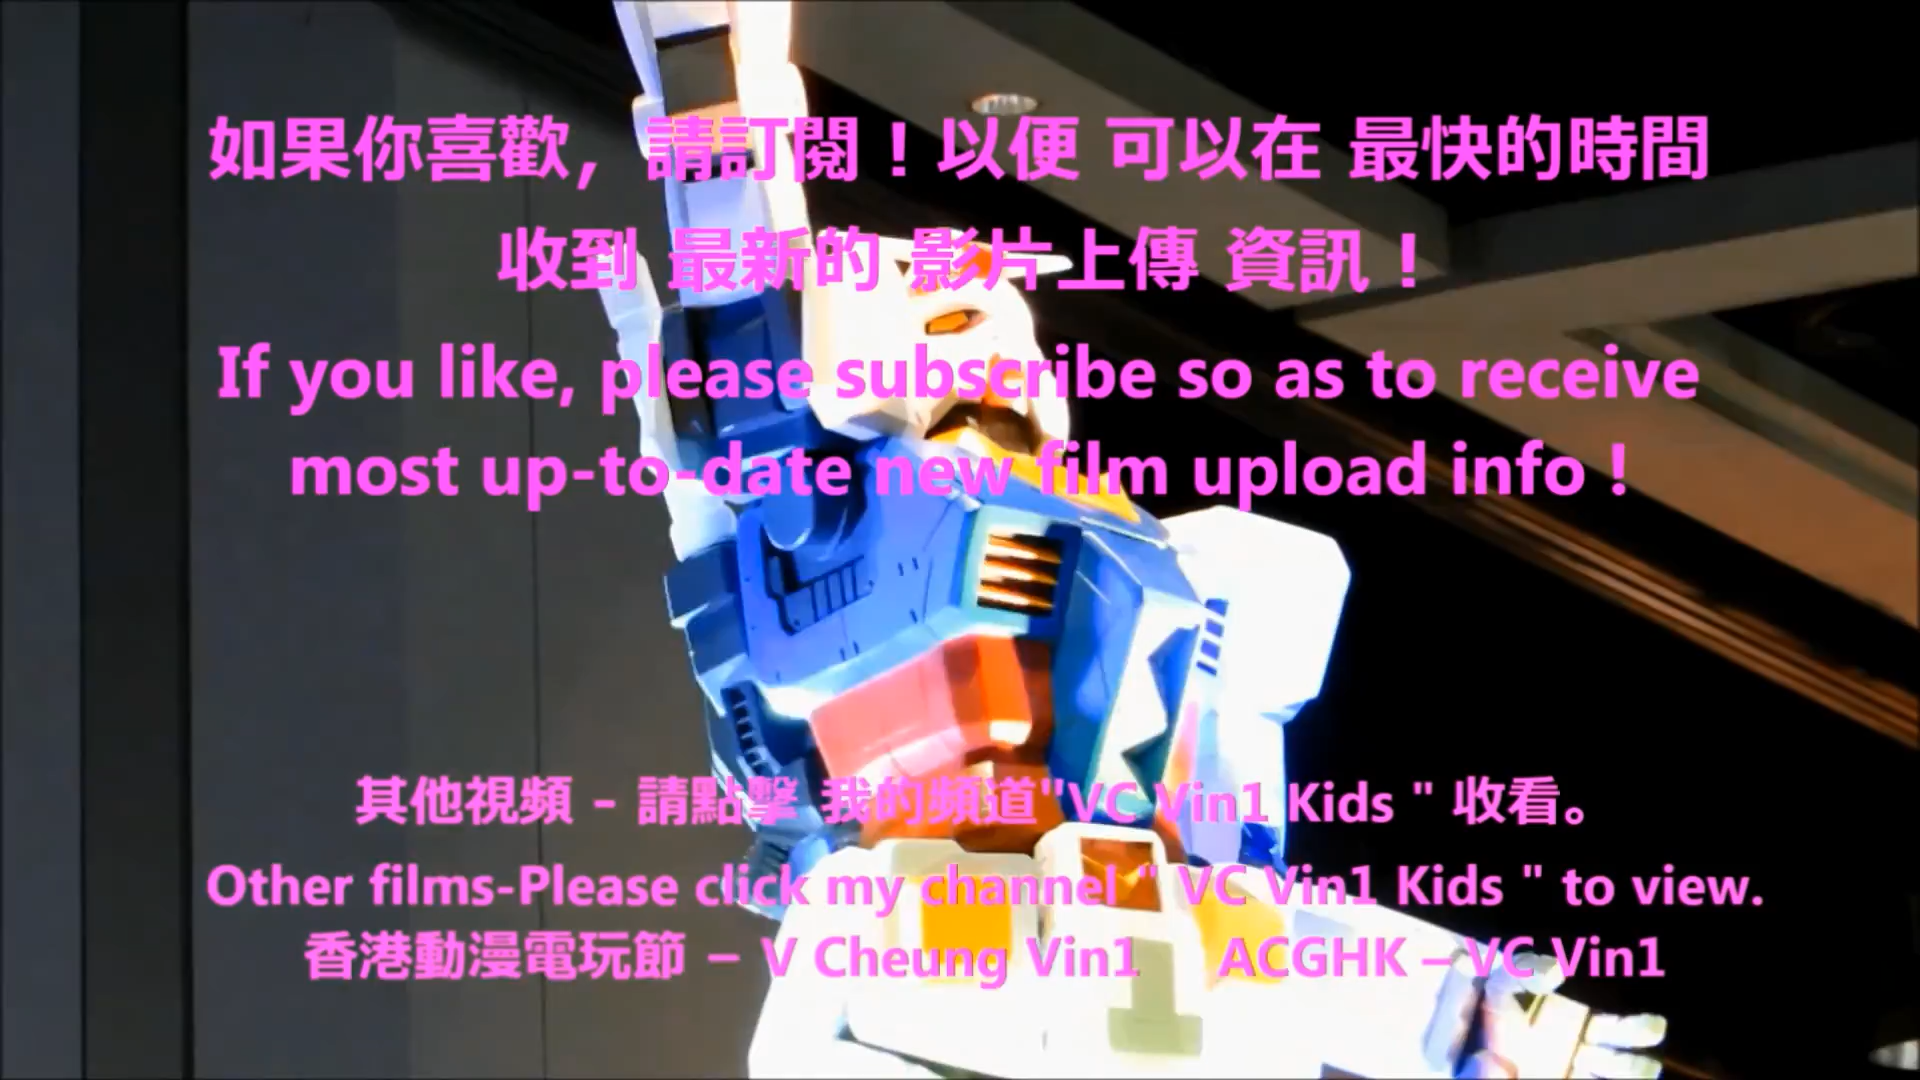 如果你喜歡，請訂閱！以便 可以在 最快的時間
收到 最新的 影片上傳 資訊！
If you like, please subscribe so as to receive
most up-to-date new film upload info !
其他視頻 – 請點擊 我的頻道"VC Vin1 Kids " 收看。
Other films-Please click my channel " VC Vin1 Kids " to view.
香港動漫電玩節 – V Cheung Vin1 ACGHK – VC Vin1